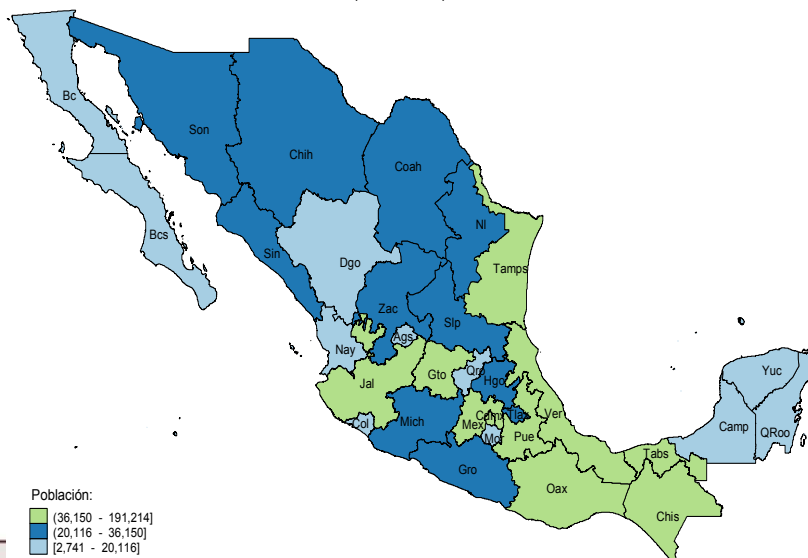 Bc
Son
Chih
Coah
Bcs
Nl
Sin
Dgo
Tamps
Zac
Slp
Ags
Nay
Yuc
Jal
Gto
Qro
Hgo
Camp
QRoo
Col
Mich
Mex
Cdmx
Tlax
Ver
Mor
Pue
Gro
Tabs
Oax
Chis
Población:
(36,150 - 191,214]
(20,116 - 36,150]
[2,741 - 20,116]